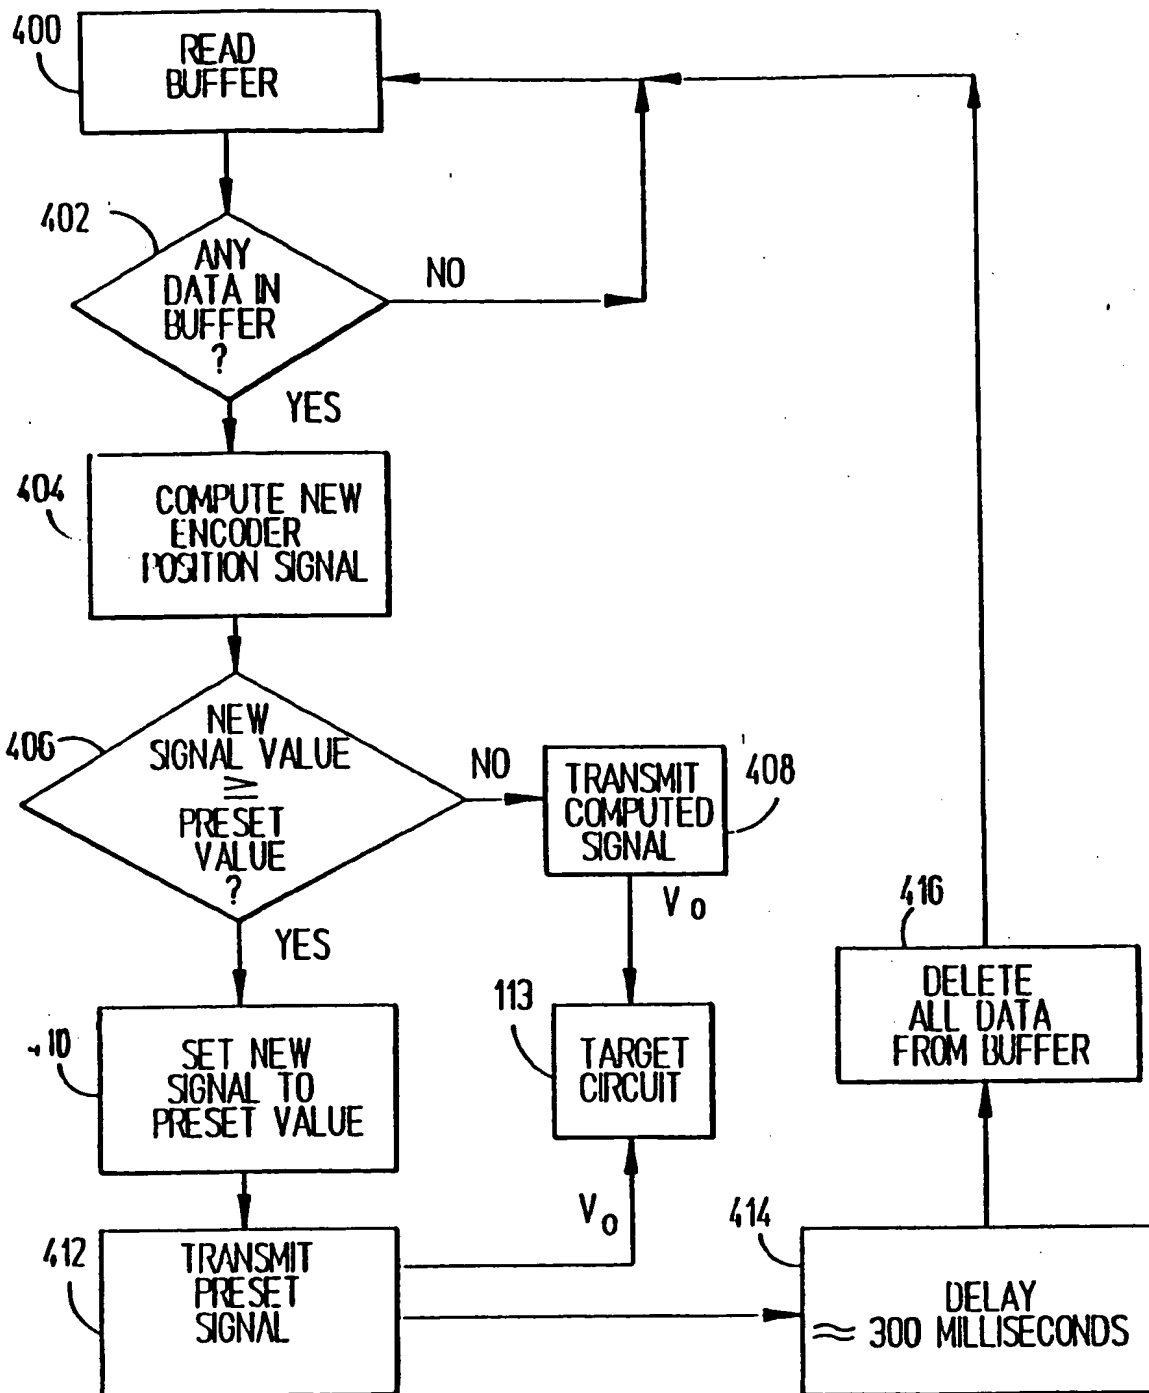 400
READ
BUFFER
402
ANY
DATA IN
BUFFER
?
NO
YES
404
COMPUTE NEW
ENCODER
POSITION SIGNAL
406
NEW
SIGNAL VALUE
≥
PRESET
VALUE
?
NO
YES
TRANSMIT
COMPUTED
SIGNAL
408
V0
113
TARGET
CIRCUIT
416
DELETE
ALL DATA
FROM BUFFER
410
SET NEW
SIGNAL TO
PRESET VALUE
V0
412
TRANSMIT
PRESET
SIGNAL
414
DELAY
≈ 300 MILLISECONDS